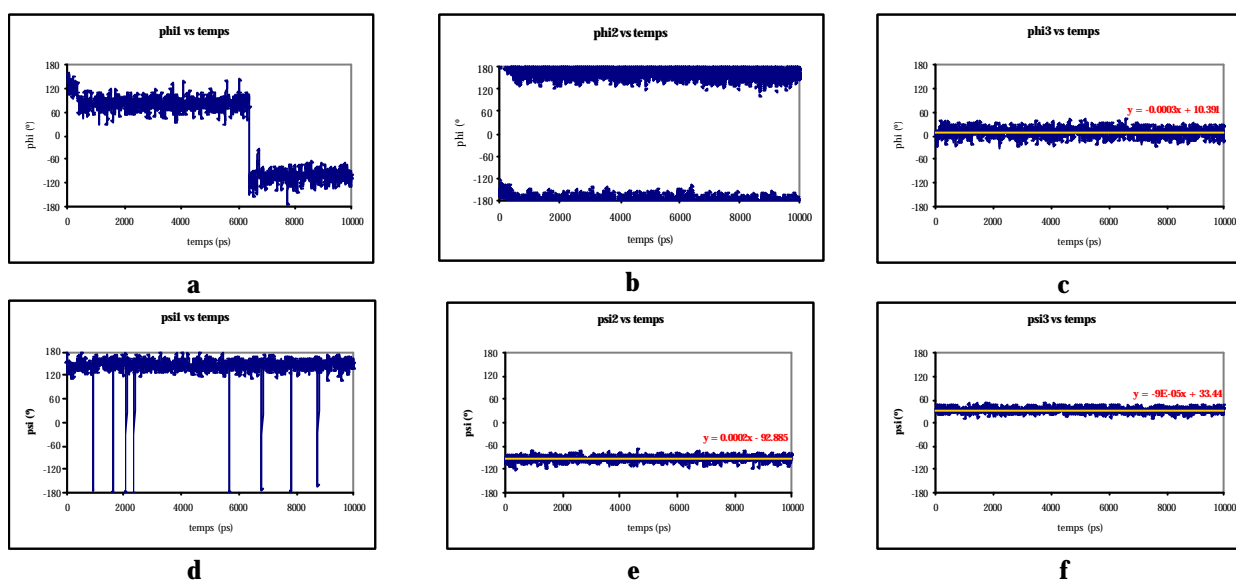 phi1 vs temps
phi (°)
180
120
60
0
-60
-120
-180
0 2000 4000 6000 8000 10000
temps (ps)
a
phi2 vs temps
phi (°
180
120
60
0
-60
-120
-180
0 2000 4000 6000 8000 10000
temps (ps)
b
phi3 vs temps
phi (°)
180
120
60
0
-60
-120
-180
y = -0.0003x + 10.391
0 2000 4000 6000 8000 10000
temps (ps)
c
psi1 vs temps
psi (°)
180
120
60
0
-60
-120
-180
0 2000 4000 6000 8000 10000
temps (ps)
d
psi2 vs temps
psi (°)
180
120
60
0
-60
-120
-180
y = 0.0002x - 92.885
0 2000 4000 6000 8000 10000
temps (ps)
e
psi3 vs temps
psi (°)
180
120
60
0
-60
-120
-180
y = -9E-05x + 33.44
0 2000 4000 6000 8000 10000
temps (ps)
f